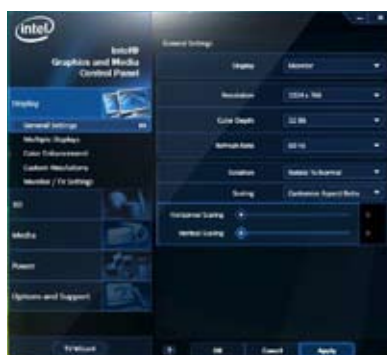 intel
Intel®
Graphics and Media
Control Panel
Display
General Settings
Multiple Displays
Color Enhancement
Custom Resolutions
Monitor / TV Settings
3D
Media
Power
Options and Support
TV Wizard
General Settings
Display Monitor
Resolution 1024 x 768
Color Depth 32 Bit
Refresh Rate 60 Hz
Rotation Rotate To Normal
Scaling Customize Aspect Ratio
Horizontal Scaling
Vertical Scaling
? OK Cancel Apply